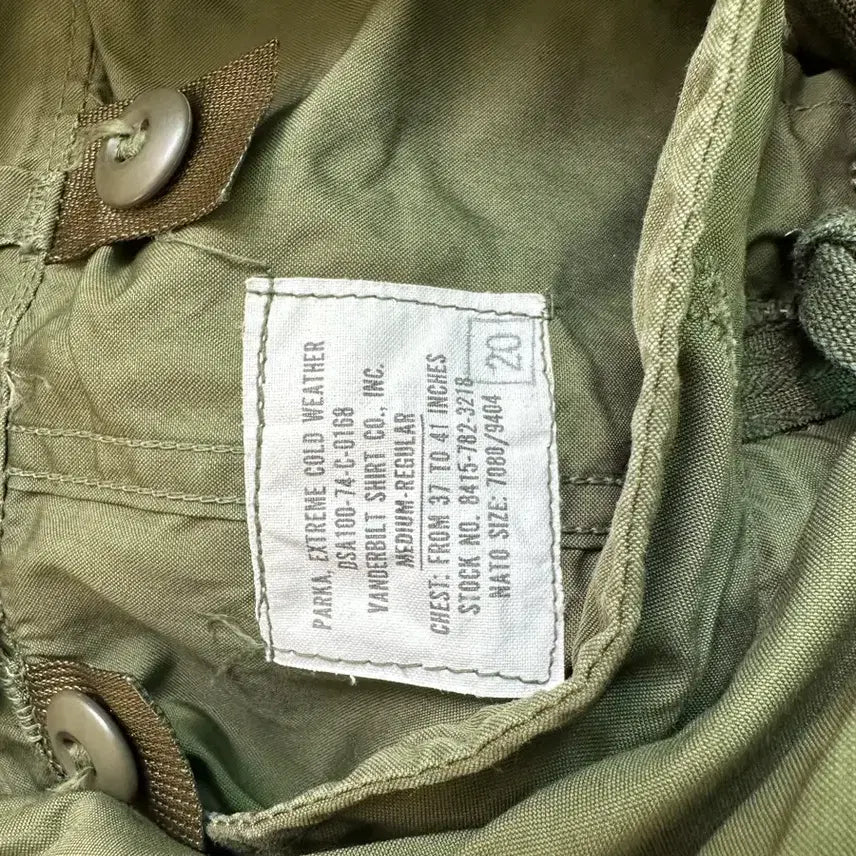 PARKA, EXTREME COLD WEATHER
DSA100-74-C-0168
VANDERBILT SHIRT CO., INC.
MEDIUM-REGULAR
CHEST: FROM 37 TO 41 INCHES
STOCK NO. 8415-782-3218
NATO SIZE: 7080/9404
20